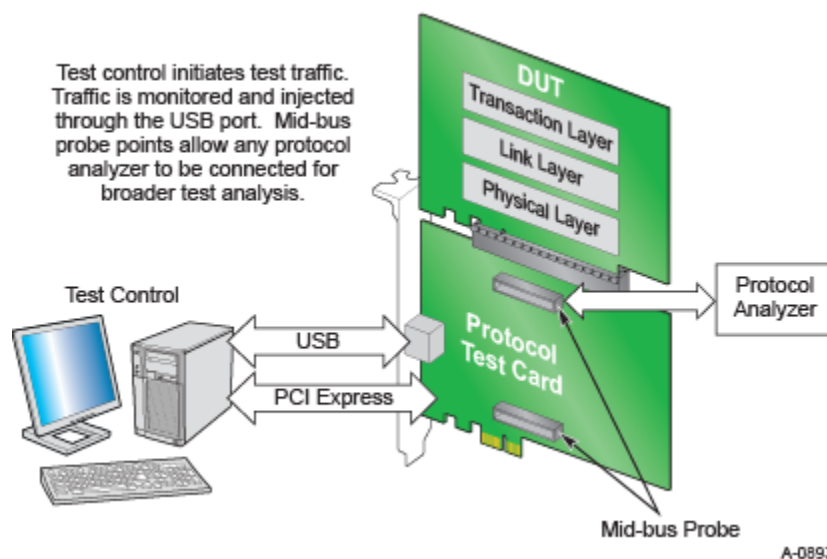 Test control initiates test traffic.
Traffic is monitored and injected
through the USB port. Mid-bus
probe points allow any protocol
analyzer to be connected for
broader test analysis.
DUT
Transaction Layer
Link Layer
Physical Layer
Test Control
USB
PCI Express
Protocol
Test Card
Protocol
Analyzer
Mid-bus Probe